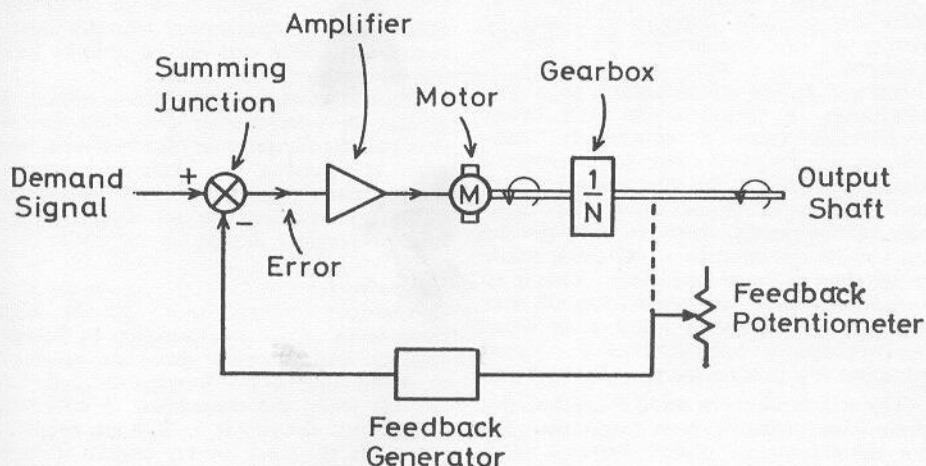 Amplifier
Summing
Junction
Motor
Gearbox
Demand
Signal
+
−
Error
M
1
N
Output
Shaft
Feedback
Potentiometer
Feedback
Generator